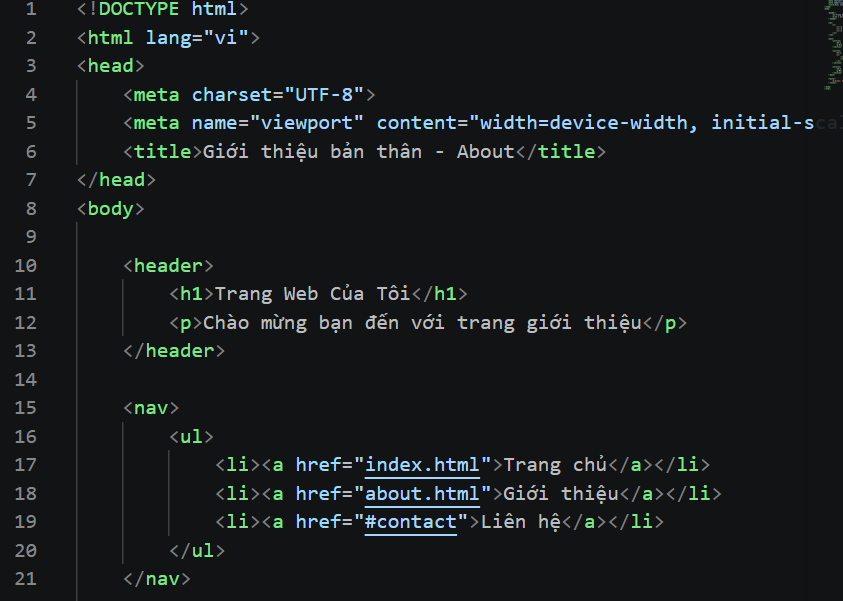 1 <!DOCTYPE html>
2 <html lang="vi">
3 <head>
4     <meta charset="UTF-8">
5     <meta name="viewport" content="width=device-width, initial-scal
6     <title>Giới thiệu bản thân - About</title>
7 </head>
8 <body>
9
10     <header>
11         <h1>Trang Web Của Tôi</h1>
12         <p>Chào mừng bạn đến với trang giới thiệu</p>
13     </header>
14
15     <nav>
16         <ul>
17             <li><a href="index.html">Trang chủ</a></li>
18             <li><a href="about.html">Giới thiệu</a></li>
19             <li><a href="#contact">Liên hệ</a></li>
20         </ul>
21     </nav>